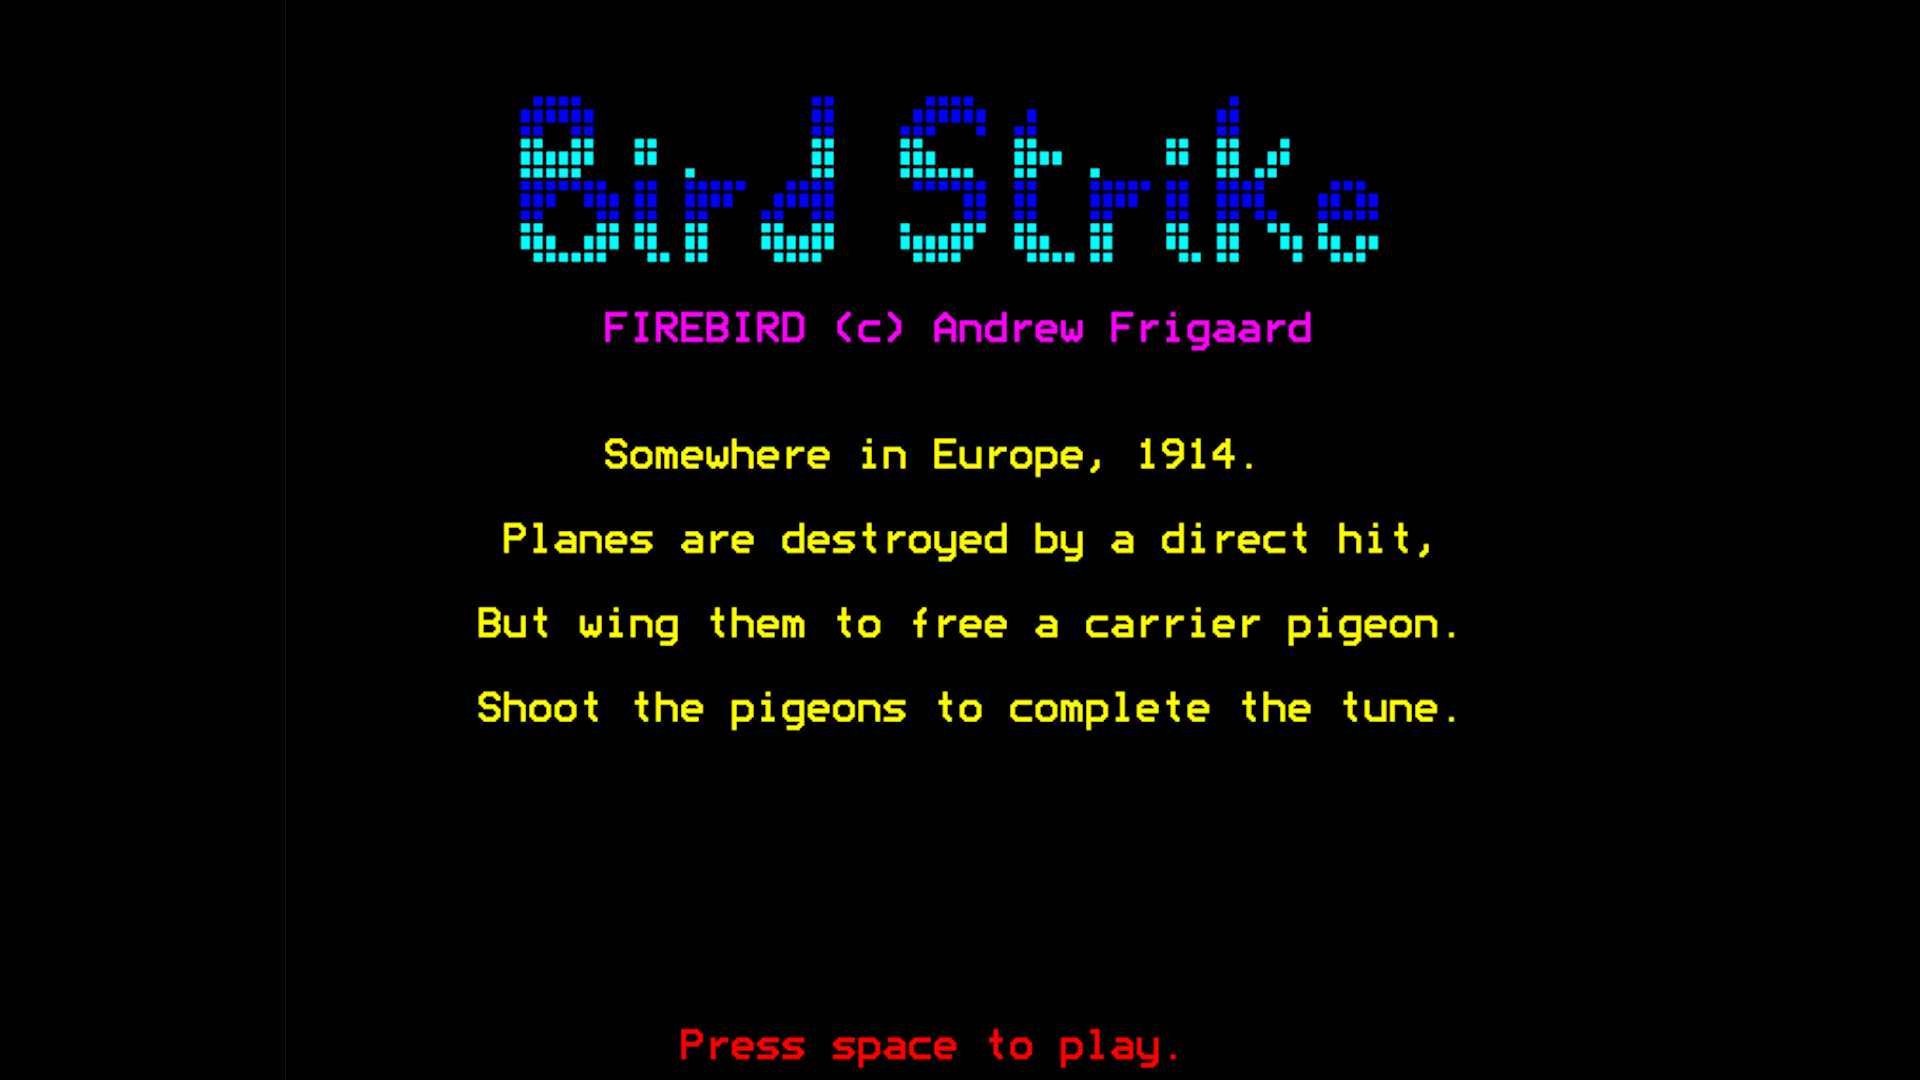 Bird Strike
FIREBIRD (c) Andrew Frigaard
Somewhere in Europe, 1914.
Planes are destroyed by a direct hit,
But wing them to free a carrier pigeon.
Shoot the pigeons to complete the tune.
Press space to play.